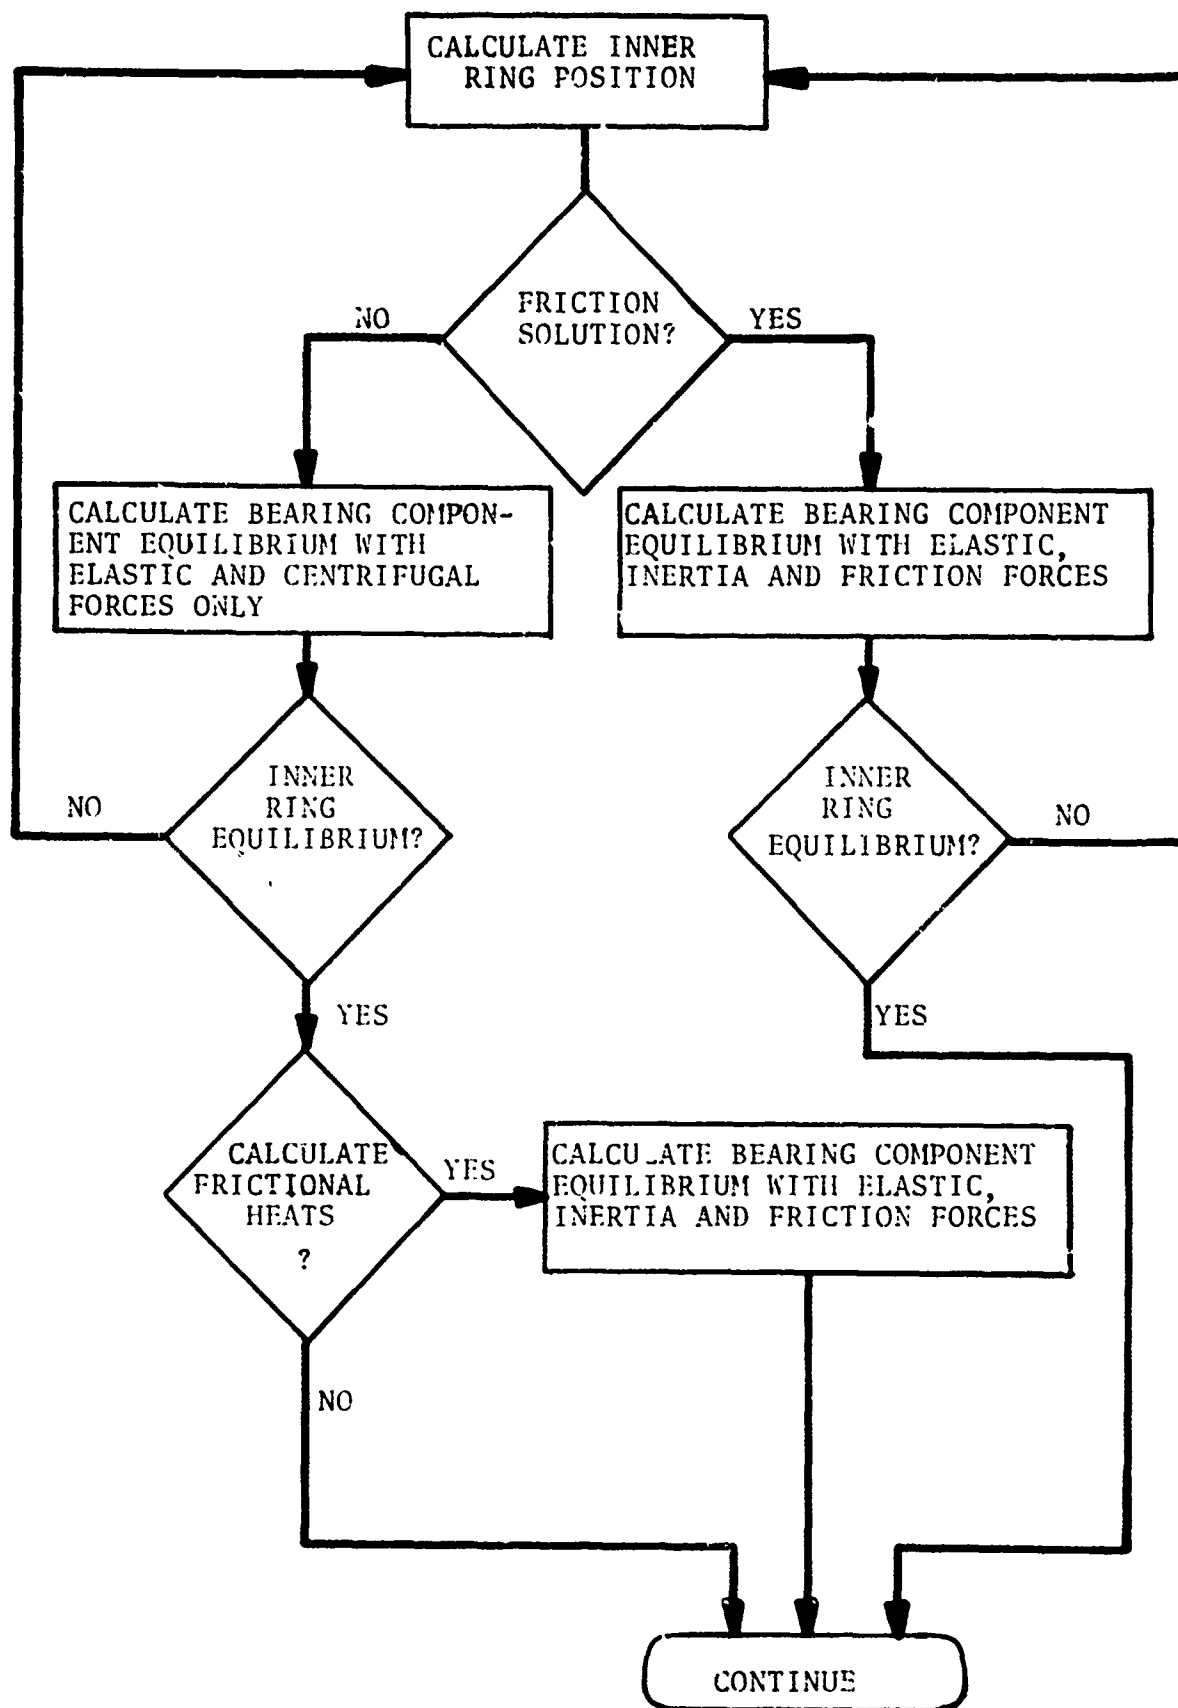 CALCULATE INNER
RING POSITION
FRICTION
SOLUTION?
NO
YES
CALCULATE BEARING COMPON-
ENT EQUILIBRIUM WITH
ELASTIC AND CENTRIFUGAL
FORCES ONLY
CALCULATE BEARING COMPONENT
EQUILIBRIUM WITH ELASTIC,
INERTIA AND FRICTION FORCES
INNER
RING
EQUILIBRIUM?
NO
INNER
RING
EQUILIBRIUM?
NO
YES
YES
CALCULATE
FRICTIONAL
HEATS
?
YES
CALCULATE BEARING COMPONENT
EQUILIBRIUM WITH ELASTIC,
INERTIA AND FRICTION FORCES
NO
CONTINUE